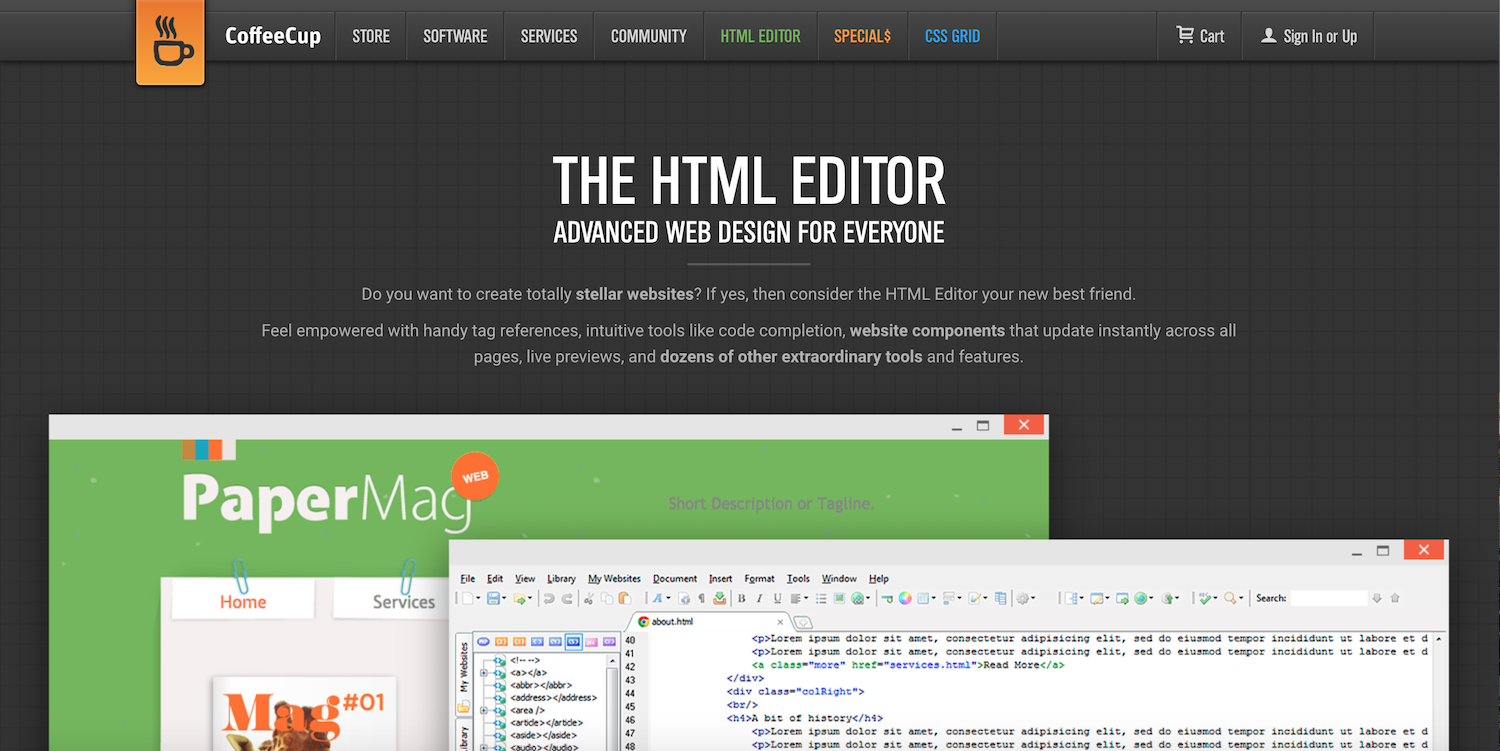 CoffeeCup STORE SOFTWARE SERVICES COMMUNITY HTML EDITOR SPECIAL$ CSS GRID Cart Sign In or Up
THE HTML EDITOR
ADVANCED WEB DESIGN FOR EVERYONE
Do you want to create totally stellar websites? If yes, then consider the HTML Editor your new best friend.
Feel empowered with handy tag references, intuitive tools like code completion, website components that update instantly across all
pages, live previews, and dozens of other extraordinary tools and features.
PaperMag
WEB
Short Description or Tagline.
Home Services
Mag #01
File Edit View Library My Websites Document Insert Format Tools Window Help
Search:
about.html
My Websites
<!-- -->
<a></a>
<abbr></abbr>
<address></address>
<area />
<article></article>
<aside></aside>
<audio></audio>
40 <p>Lorem ipsum dolor sit amet, consectetur adipisicing elit, sed do eiusmod tempor incididunt ut labore et d
41 <p>Lorem ipsum dolor sit amet, consectetur adipisicing elit, sed do eiusmod tempor incididunt ut labore et d
42 <a class="more" href="services.html">Read More</a>
43 </div>
44 <div class="colRight">
45 <br/>
46 <h4>A bit of history</h4>
47 <p>Lorem ipsum dolor sit amet, consectetur adipisicing elit, sed do eiusmod tempor incididunt ut labore et d
48 <p>Lorem ipsum dolor sit amet, consectetur adipisicing elit, sed do eiusmod tempor incididunt ut labore et d